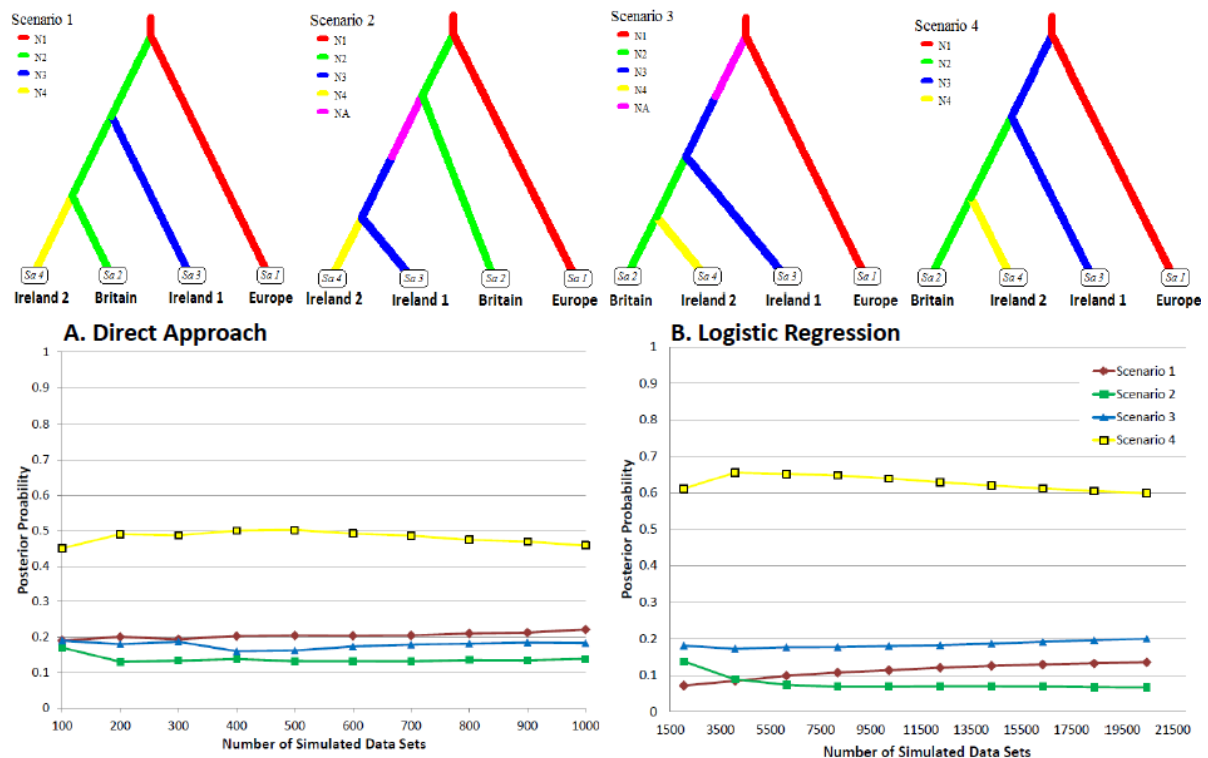 Scenario 1
N1
N2
N3
N4
Sa 4
Sa 2
Sa 3
Sa 1
Ireland 2 Britain Ireland 1 Europe
Scenario 2
N1
N2
N3
N4
NA
Sa 4
Sa 3
Sa 2
Sa 1
Ireland 2 Ireland 1 Britain Europe
Scenario 3
N1
N2
N3
N4
NA
Sa 2
Sa 4
Sa 3
Sa 1
Britain Ireland 2 Ireland 1 Europe
Scenario 4
N1
N2
N3
N4
Sa 2
Sa 4
Sa 3
Sa 1
Britain Ireland 2 Ireland 1 Europe
A. Direct Approach
Posterior Proability
1
0.9
0.8
0.7
0.6
0.5
0.4
0.3
0.2
0.1
0
100 200 300 400 500 600 700 800 900 1000
Number of Simulated Data Sets
B. Logistic Regression
Posterior Probability
1
0.9
0.8
0.7
0.6
0.5
0.4
0.3
0.2
0.1
0
1500 3500 5500 7500 9500 11500 13500 15500 17500 19500 21500
Number of Simulated Data Sets
Scenario 1
Scenario 2
Scenario 3
Scenario 4